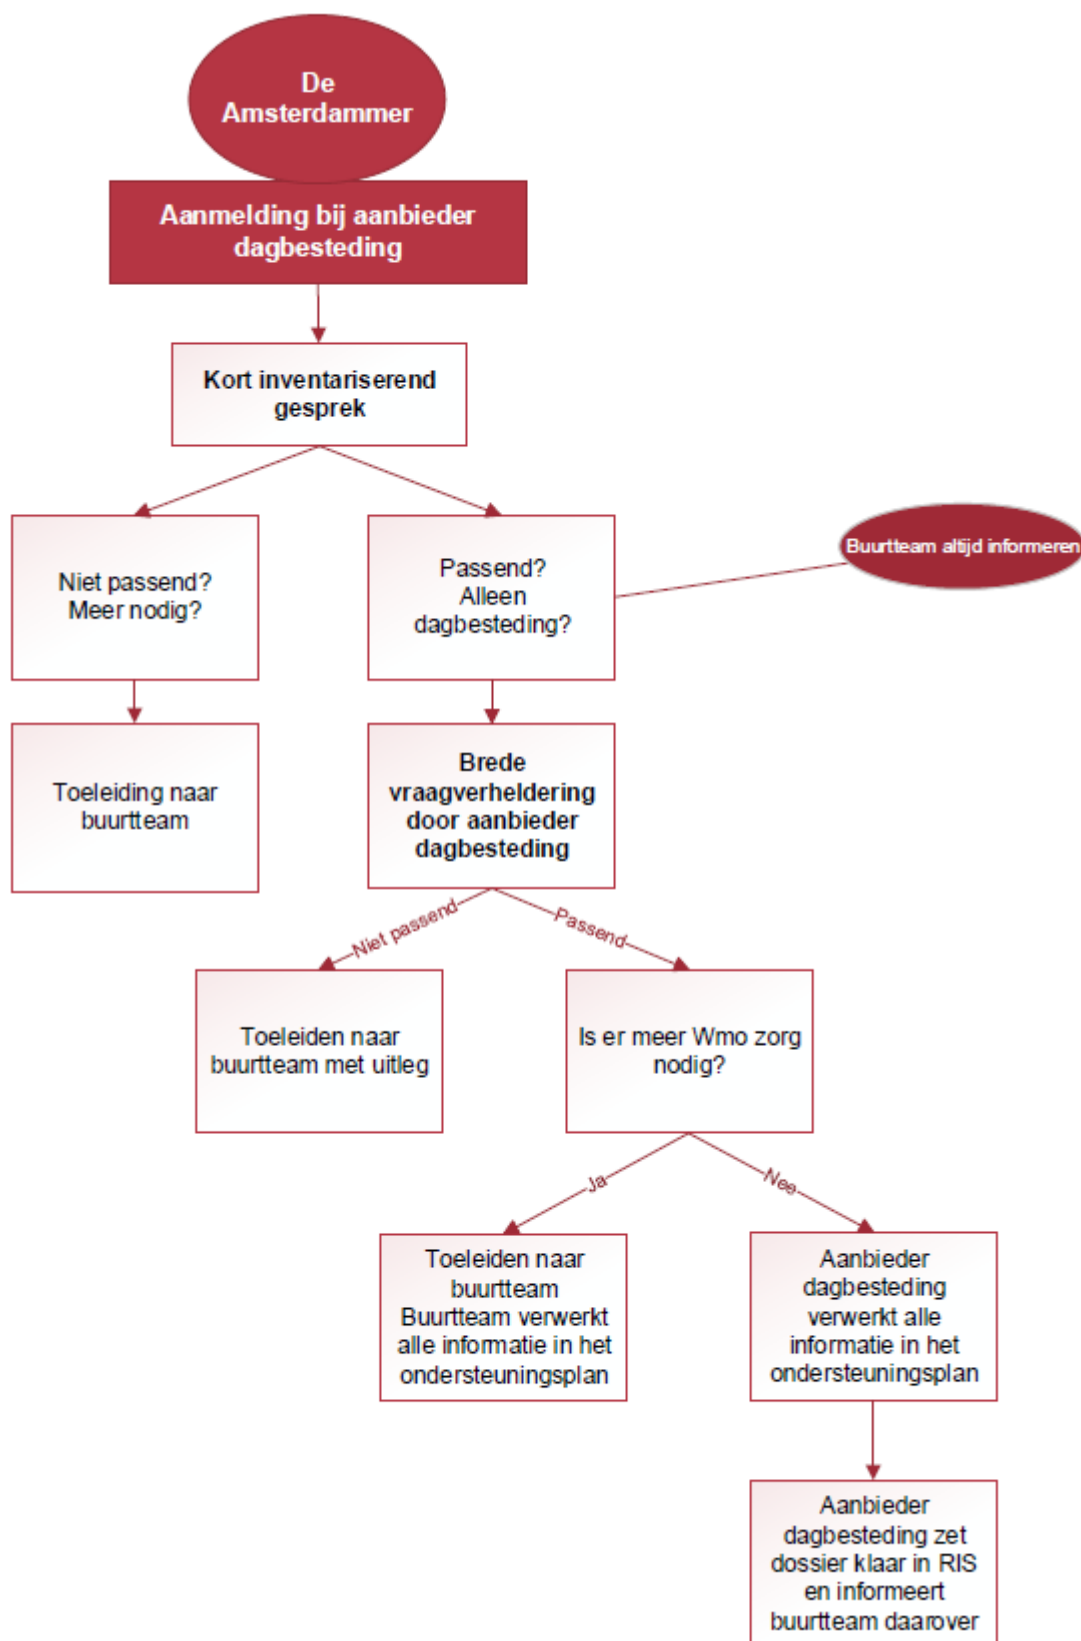 De
Amsterdammer
Aanmelding bij aanbieder
dagbesteding
Kort inventariserend
gesprek
Niet passend?
Meer nodig?
Passend?
Alleen
dagbesteding?
Buurtteam altijd informeren
Toeleiding naar
buurtteam
Brede
vraagverheldering
door aanbieder
dagbesteding
Niet passend
Passend
Toeleiden naar
buurtteam met uitleg
Is er meer Wmo zorg
nodig?
Ja
Nee
Toeleiden naar
buurtteam
Buurtteam verwerkt
alle informatie in het
ondersteuningsplan
Aanbieder
dagbesteding
verwerkt alle
informatie in het
ondersteuningsplan
Aanbieder
dagbesteding zet
dossier klaar in RIS
en informeert
buurtteam daarover